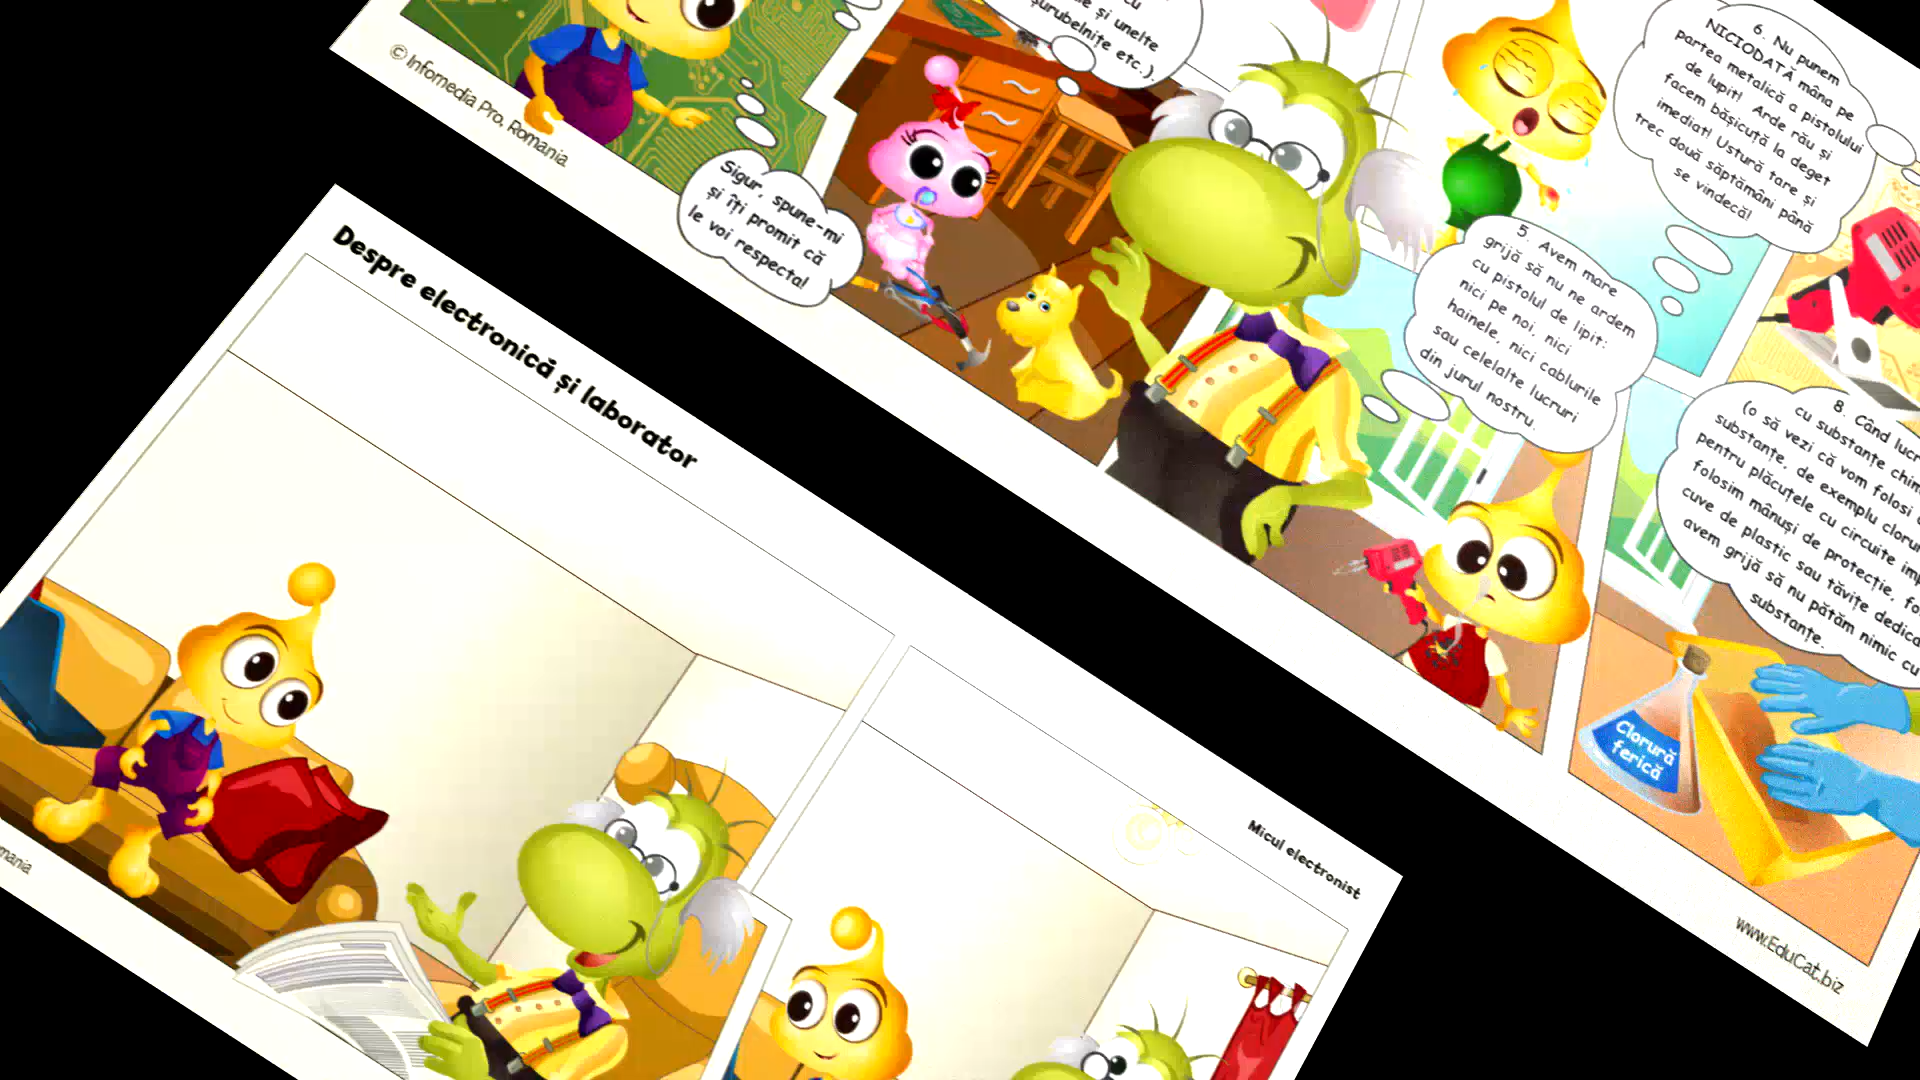 cu
și unelte
șurubelnițe etc.).
© Infomedia Pro, Romania
Sigur, spune-mi
și îți promit că
le voi respecta!
6. Nu punem
NICIODATĂ mâna pe
partea metalică a pistolului
de lupit! Arde rău și
facem bășicuță la deget
imediat! Ustură tare și
trec două săptămâni până
se vindecă!
5. Avem mare
grijă să nu ne ardem
cu pistolul de lipit:
nici pe noi, nici
hainele, nici cablurile
sau celelalte lucruri
din jurul nostru.
8. Când lucr
cu substanțe chim
(o să vezi că vom folosi
substanțe, de exemplu clorur
pentru plăcuțele cu circuite imp
folosim mănuși de protecție, fo
cuve de plastic sau tăvițe dedica
avem grijă să nu pătăm nimic cu
substanțe.
Clorură
ferică
www.EduCat.biz
Despre electronică și laborator
Micul electronist
mania